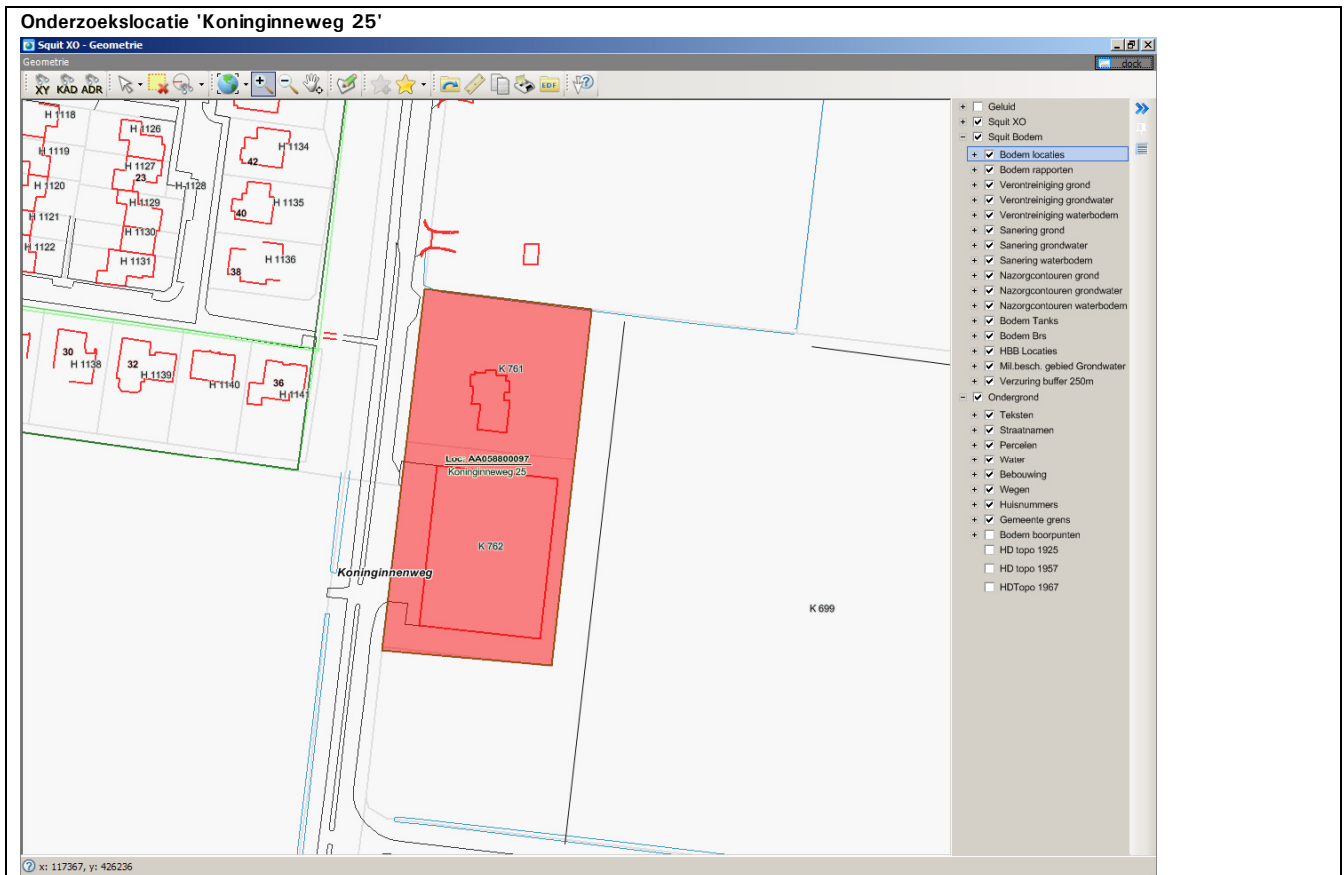 Onderzoekslocatie 'Koninginneweg 25'
Squit XO - Geometrie
Geometrie
dock
XY KAD ADR
EDF
H 1118
H 1126
H 1134
H 1119
42
H 1127
23
H 1120
H 1128
H 1129
H 1135
40
H 1121
H 1130
H 1122
H 1131
H 1136
38
30
H 1138
32
H 1139
H 1140
36
H 1141
K 761
Loc: AA058800097
Koninginneweg 25
K 762
Koninginnenweg
K 699
Geluid
Squit XO
Squit Bodem
Bodem locaties
Bodem rapporten
Verontreiniging grond
Verontreiniging grondwater
Verontreiniging waterbodem
Sanering grond
Sanering grondwater
Sanering waterbodem
Nazorgcontouren grond
Nazorgcontouren grondwater
Nazorgcontouren waterbodem
Bodem Tanks
Bodem Brs
HBB Locaties
Mil.besch. gebied Grondwater
Verzuring buffer 250m
Ondergrond
Teksten
Straatnamen
Percelen
Water
Bebouwing
Wegen
Huisnummers
Gemeente grens
Bodem boorpunten
HD topo 1925
HD topo 1957
HDTopo 1967
x: 117367, y: 426236